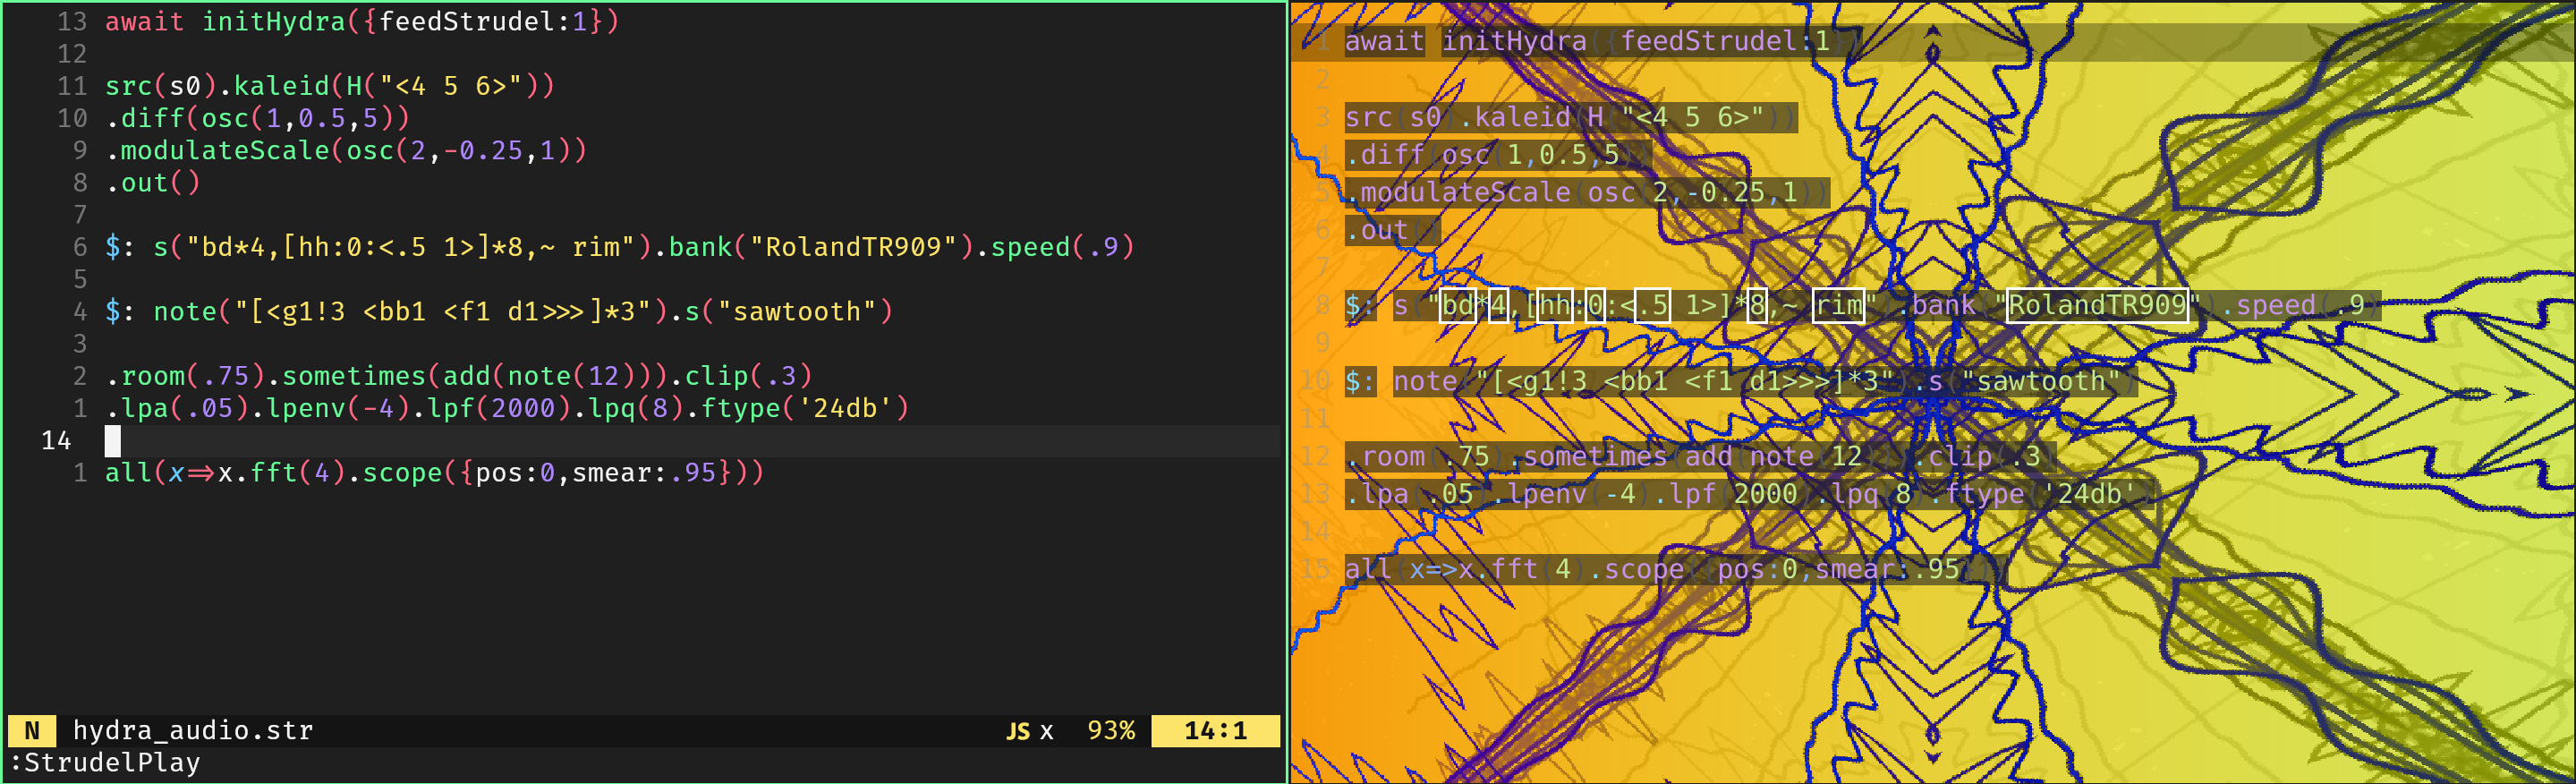 13 await initHydra({feedStrudel:1})
12
11 src(s0).kaleid(H("<4 5 6>"))
10 .diff(osc(1,0.5,5))
9 .modulateScale(osc(2,-0.25,1))
8 .out()
7
6 $: s("bd*4,[hh:0:<.5 1>]*8,~ rim").bank("RolandTR909").speed(.9)
5
4 $: note("[<g1!3 <bb1 <f1 d1>>>]*3").s("sawtooth")
3
2 .room(.75).sometimes(add(note(12))).clip(.3)
1 .lpa(.05).lpenv(-4).lpf(2000).lpq(8).ftype('24db')
14
1 all(x=>x.fft(4).scope({pos:0,smear:.95}))
N hydra_audio.str JS x 93% 14:1
:StrudelPlay
1 await initHydra({feedStrudel:1})
2
3 src(s0).kaleid(H("<4 5 6>"))
4 .diff(osc(1,0.5,5))
5 .modulateScale(osc(2,-0.25,1))
6 .out()
7
8 $: s("bd*4,[hh:0:<.5 1>]*8,~ rim").bank("RolandTR909").speed(.9)
9
10 $: note("[<g1!3 <bb1 <f1 d1>>>]*3").s("sawtooth")
11
12 .room(.75).sometimes(add(note(12))).clip(.3)
13 .lpa(.05).lpenv(-4).lpf(2000).lpq(8).ftype('24db')
14
15 all(x=>x.fft(4).scope({pos:0,smear:.95}))